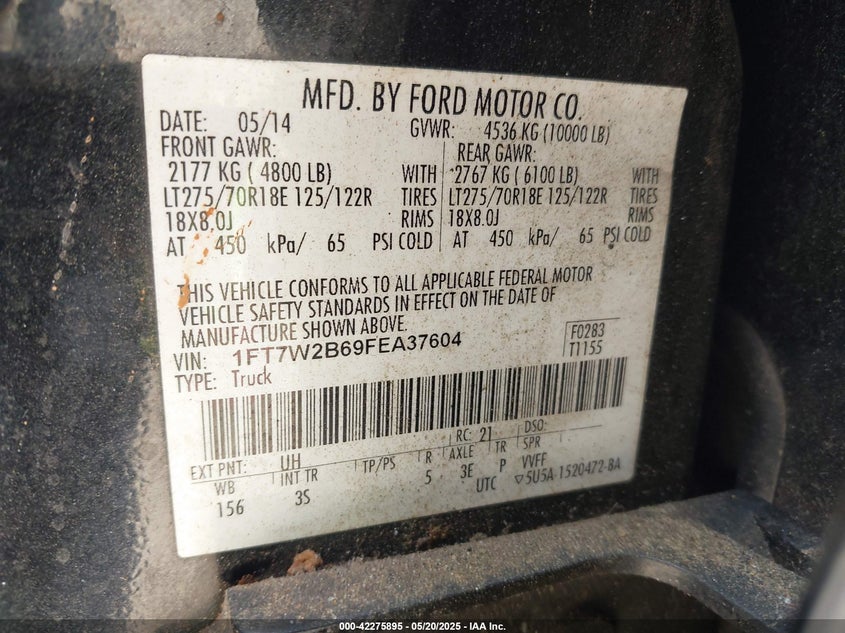 MFD. BY FORD MOTOR CO.
DATE: 05/14 GVWR: 4536 KG (10000 LB)
FRONT GAWR: REAR GAWR:
2177 KG ( 4800 LB) WITH 2767 KG ( 6100 LB) WITH
LT275/70R18E 125/122R TIRES LT275/70R18E 125/122R TIRES
18X8.0J RIMS 18X8.0J RIMS
AT 450 kPa/ 65 PSI COLD AT 450 kPa/ 65 PSI COLD
THIS VEHICLE CONFORMS TO ALL APPLICABLE FEDERAL MOTOR
VEHICLE SAFETY STANDARDS IN EFFECT ON THE DATE OF
MANUFACTURE SHOWN ABOVE.
VIN: 1FT7W2B69FEA37604 F0283
TYPE: Truck T1155
EXT PNT: UH RC: 21 DSO:
WB INT TR TP/PS R AXLE TR SPR
156 3S 5 3E P VVFF
UTC ▽5U5A-1520472-BA
000-42275895 - 05/20/2025 - IAA Inc.